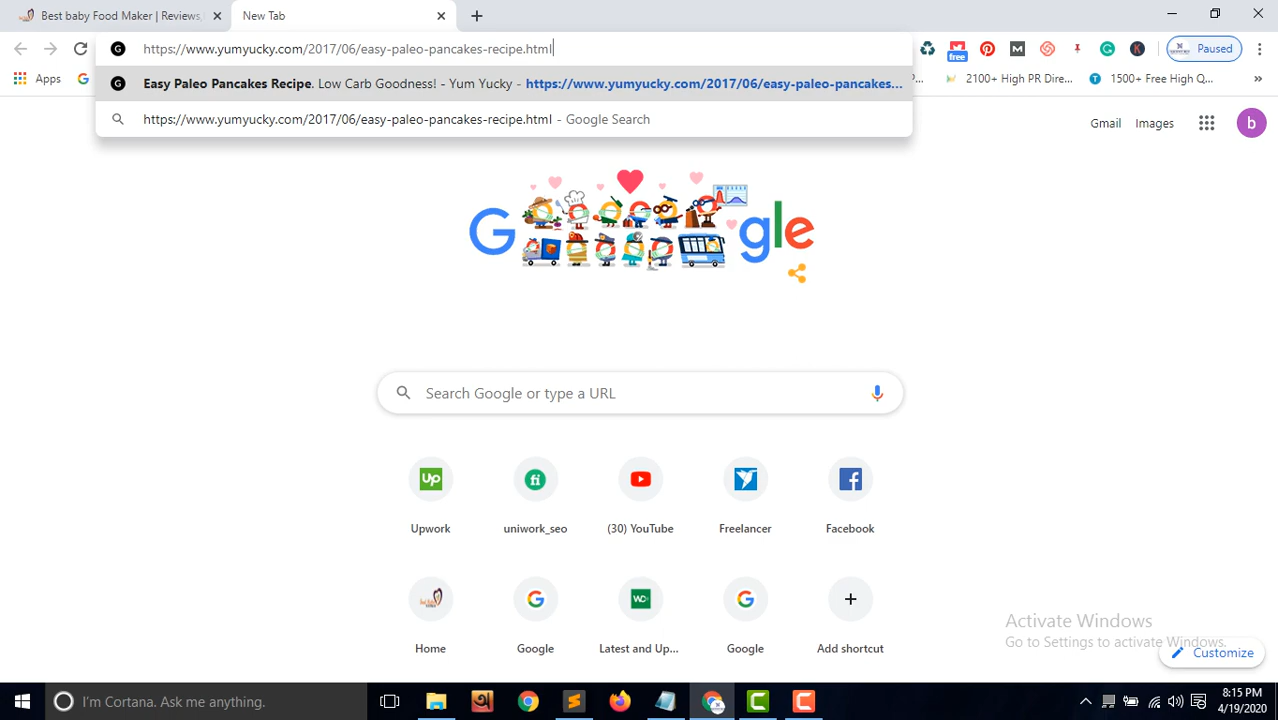 Best baby Food Maker | Reviews,
New Tab
https://www.yumyucky.com/2017/06/easy-paleo-pancakes-recipe.html
free
Paused
Easy Paleo Pancakes Recipe. Low Carb Goodness! - Yum Yucky - https://www.yumyucky.com/2017/06/easy-paleo-pancakes...
https://www.yumyucky.com/2017/06/easy-paleo-pancakes-recipe.html - Google Search
Apps
2100+ High PR Dire...
1500+ Free High Q...
»
Gmail Images b
Google
Search Google or type a URL
Up
fi
Upwork
uniwork_seo
(30) YouTube
Freelancer
Facebook
Home
Google
Latest and Up...
Google
Add shortcut
Activate Windows
Go to Settings to activate Windows.
Customize
I'm Cortana. Ask me anything.
8:15 PM
4/19/2020